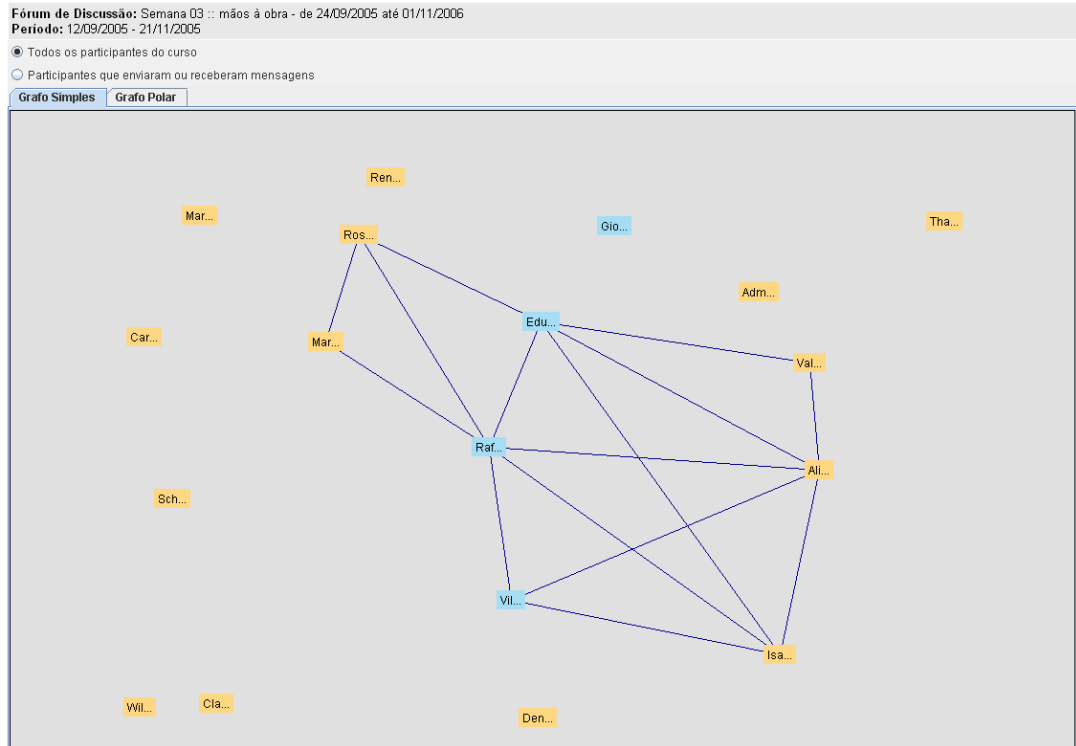 Fórum de Discussão: Semana 03 :: mãos à obra - de 24/09/2005 até 01/11/2006
Período: 12/09/2005 - 21/11/2005
Todos os participantes do curso
Participantes que enviaram ou receberam mensagens
Grafo Simples Grafo Polar
Ren...
Mar...
Gio...
Tha...
Ros...
Adm...
Edu...
Car...
Mar...
Val...
Raf...
Ali...
Sch...
Vil...
Isa...
Wil...
Cla...
Den...